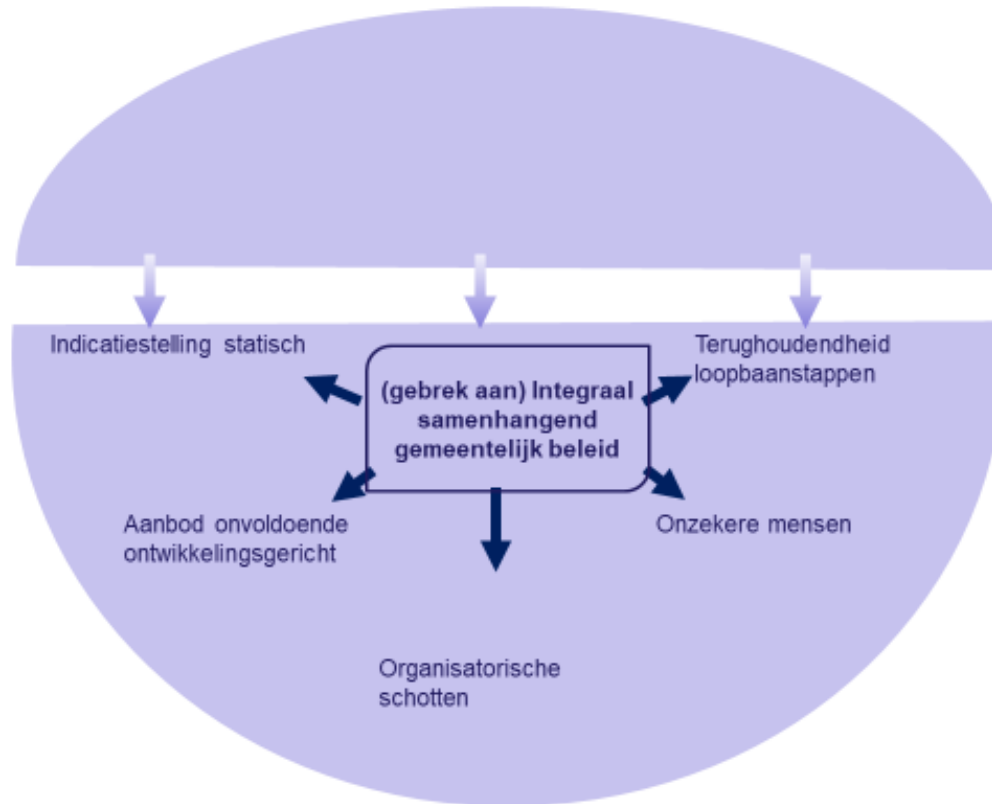 Indicatiestelling statisch
Terughoudendheid
loopbaanstappen
(gebrek aan) Integraal
samenhangend
gemeentelijk beleid
Aanbod onvoldoende
ontwikkelingsgericht
Onzekere mensen
Organisatorische
schotten